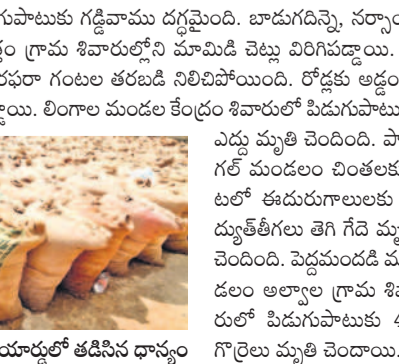 గుపాటుకు గడ్డివాము దగ్ధమైంది. బాడుగదిన్నె, నర్సాం
త్తం గ్రామ శివారుల్లోని మామిడి చెట్లు విరిగిపడ్డాయి.
రఫరా గంటల తరబడి నిలిచిపోయింది. రోడ్లకు అడ్డం
డ్డాయి. లింగాల మండల కేంద్రం శివారులో పిడుగుపాటు
ఎద్దు మృతి చెందింది. పా
గల్ మండలం చింతలకు
టలో ఈదురుగాలులకు
ద్యుత్‌తీగలు తెగి గేదె మృ
చెందింది. పెద్దమందడి మ
డలం అల్వాల గ్రామ శి
రులో పిడుగుపాటుకు 4
గొర్రెలు మృతి చెందాయి.
యార్డులో తడిసిన ధాన్యం